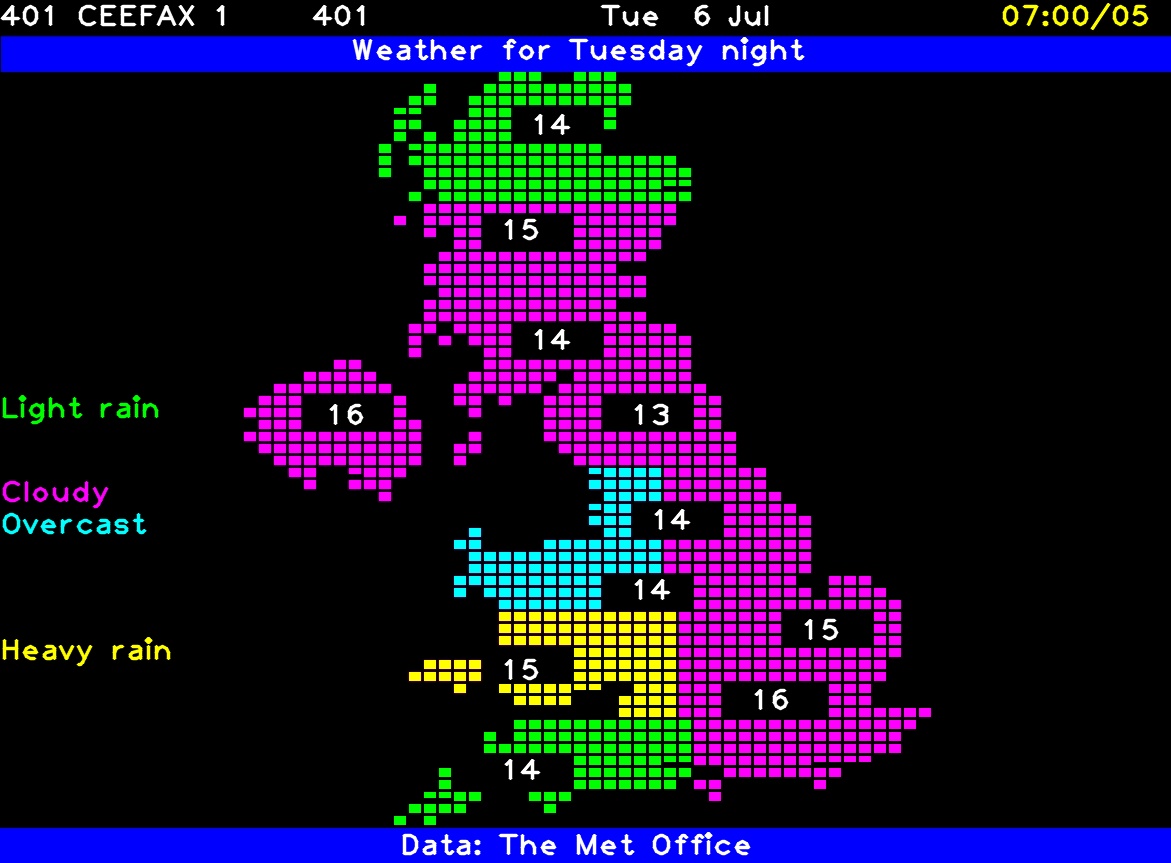 401 CEEFAX 1 401 Tue 6 Jul 07:00/05
Weather for Tuesday night
14
15
14
Light rain 16 13
Cloudy
14
Overcast
14
15
Heavy rain
15
16
14
Data: The Met Office